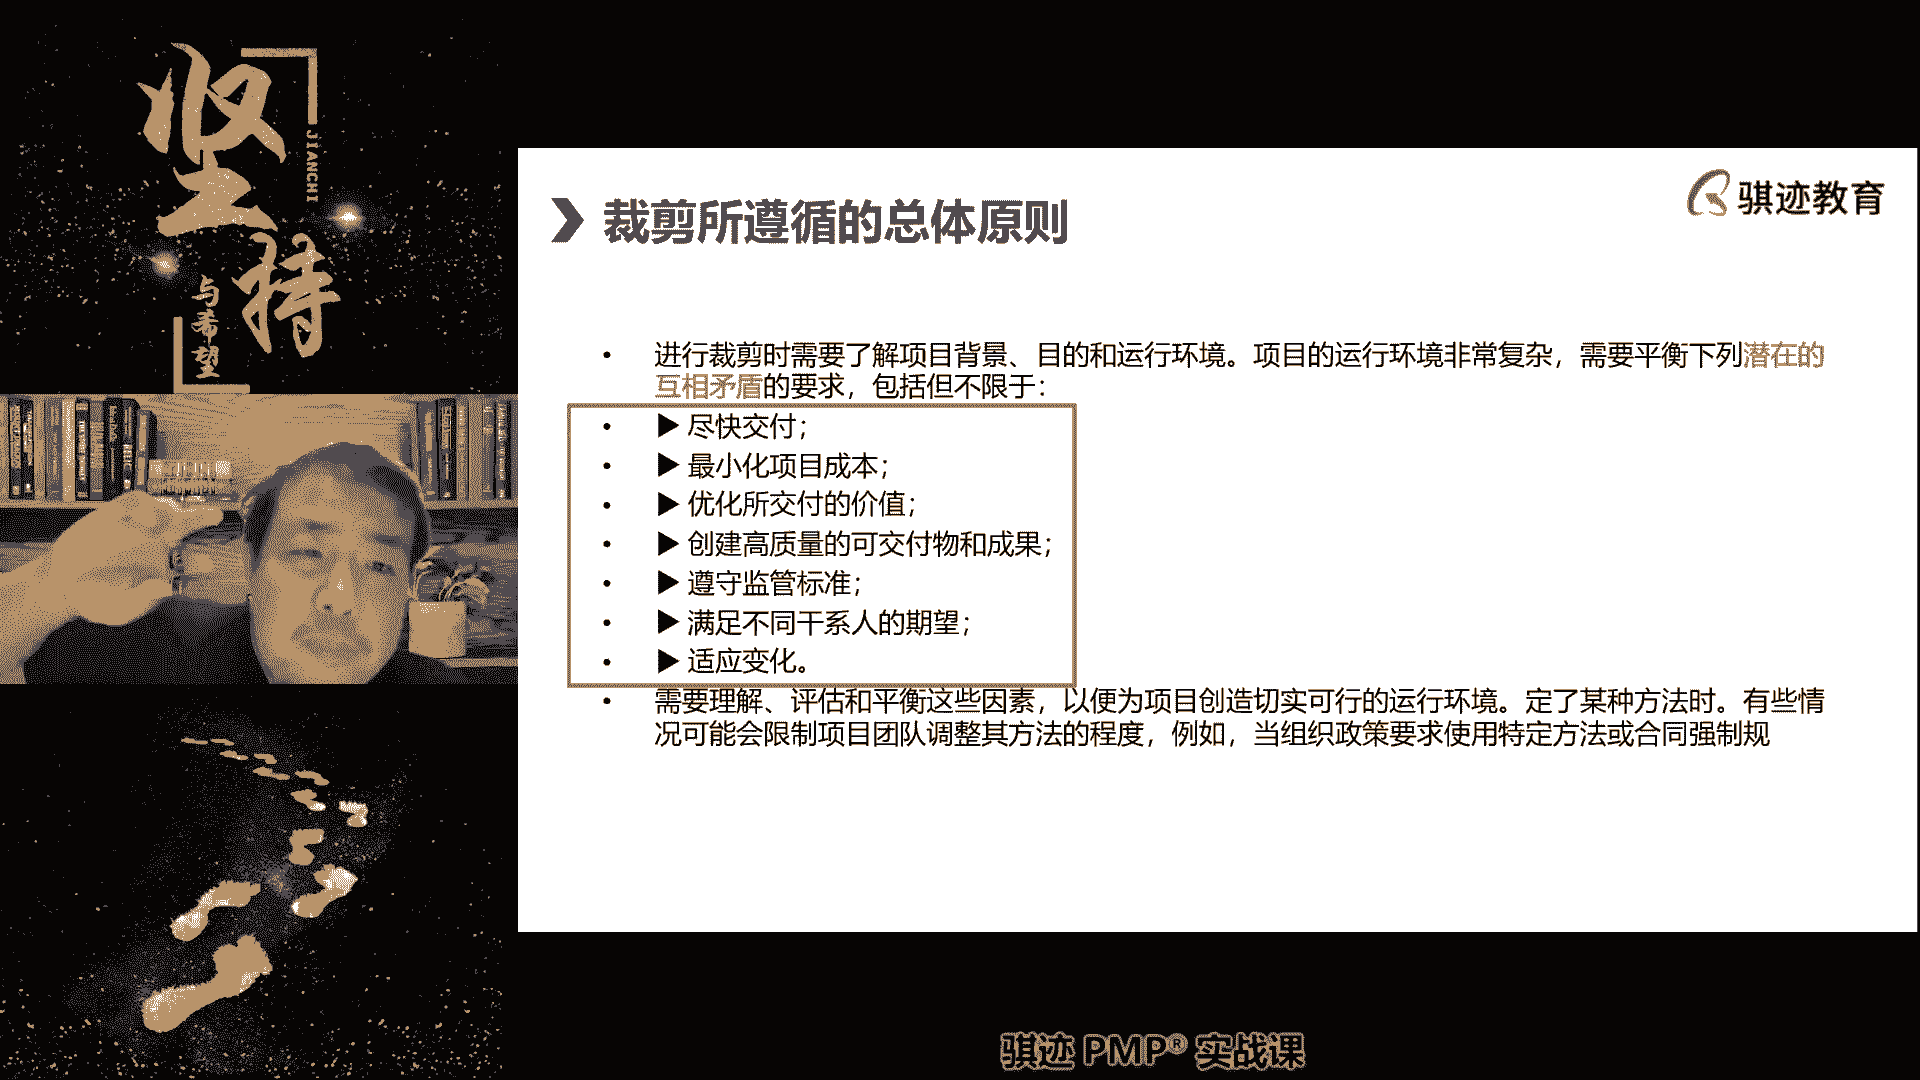 坚持
JIANCHI
与希望
骐迹教育
裁剪所遵循的总体原则
• 进行裁剪时需要了解项目背景、目的和运行环境。项目的运行环境非常复杂，需要平衡下列潜在的
互相矛盾的要求，包括但不限于：
• ▶ 尽快交付；
• ▶ 最小化项目成本；
• ▶ 优化所交付的价值；
• ▶ 创建高质量的可交付物和成果；
• ▶ 遵守监管标准；
• ▶ 满足不同干系人的期望；
• ▶ 适应变化。
• 需要理解、评估和平衡这些因素，以便为项目创造切实可行的运行环境。定了某种方法时。有些情
况可能会限制项目团队调整其方法的程度，例如，当组织政策要求使用特定方法或合同强制规
骐迹 PMP® 实战课